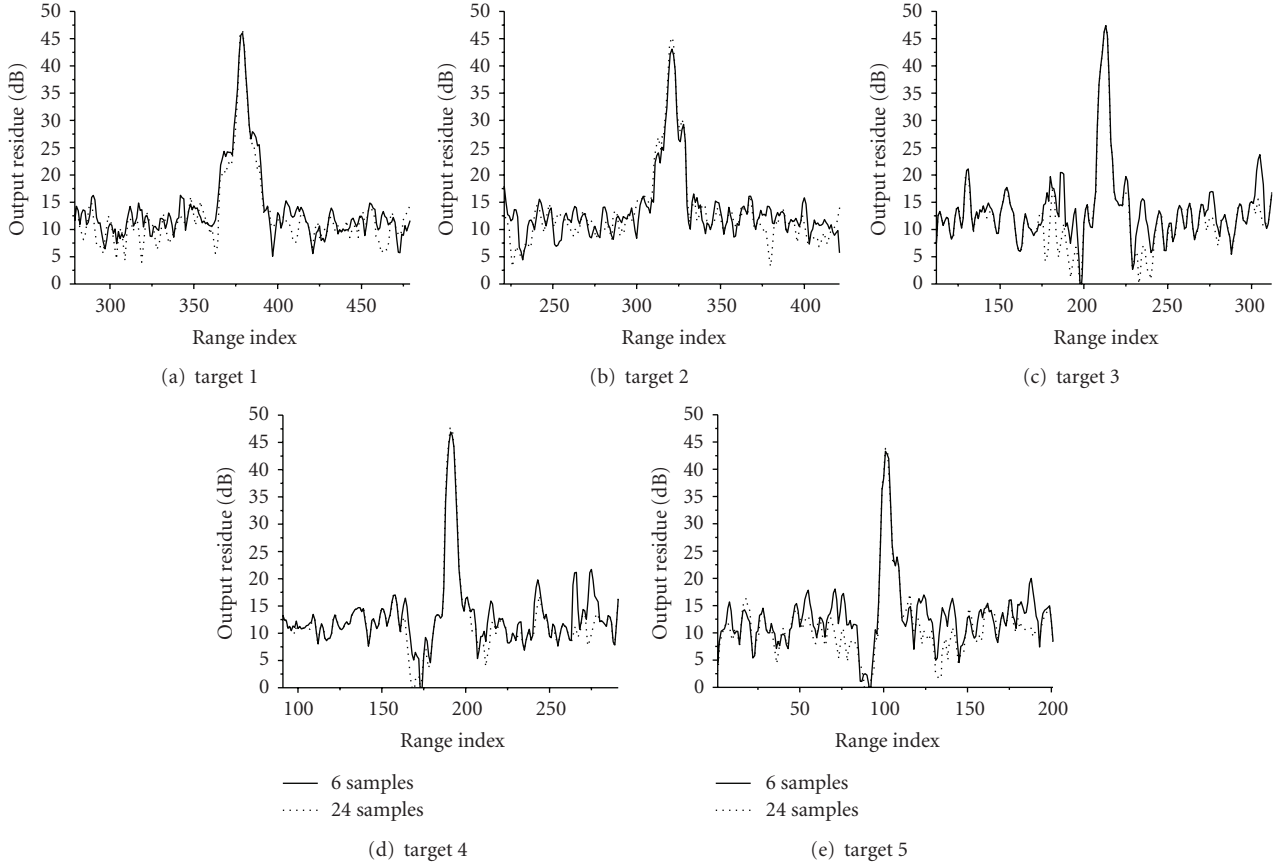 50
45
40
35
30
25
20
15
10
5
0
Output residue (dB)
300 350 400 450
Range index
(a) target 1
50
45
40
35
30
25
20
15
10
5
0
Output residue (dB)
250 300 350 400
Range index
(b) target 2
50
45
40
35
30
25
20
15
10
5
0
Output residue (dB)
150 200 250 300
Range index
(c) target 3
50
45
40
35
30
25
20
15
10
5
0
Output residue (dB)
100 150 200 250
Range index
6 samples
24 samples
(d) target 4
50
45
40
35
30
25
20
15
10
5
0
Output residue (dB)
50 100 150 200
Range index
6 samples
24 samples
(e) target 5